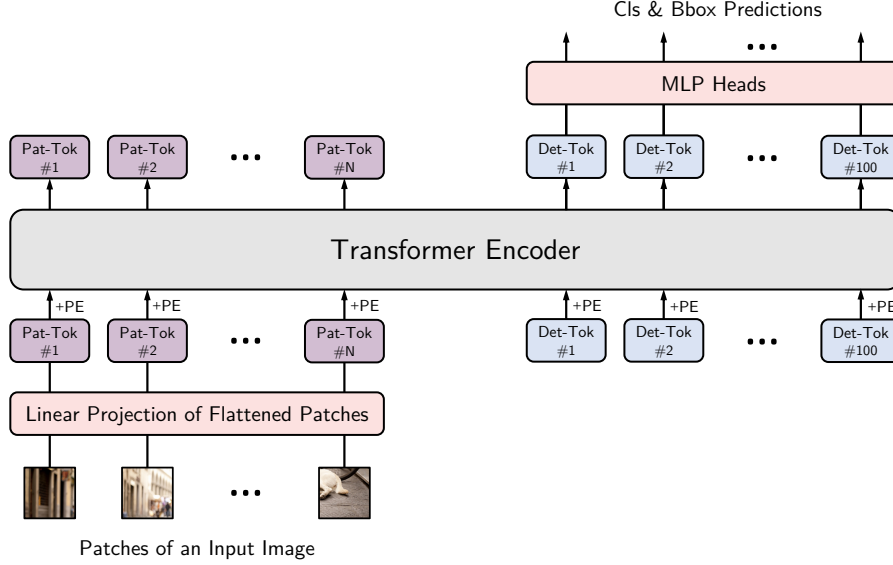 Cls & Bbox Predictions
MLP Heads
Pat-Tok #1
Pat-Tok #2
...
Pat-Tok #N
Det-Tok #1
Det-Tok #2
...
Det-Tok #100
Transformer Encoder
+PE
+PE
+PE
+PE
+PE
+PE
Pat-Tok #1
Pat-Tok #2
...
Pat-Tok #N
Det-Tok #1
Det-Tok #2
...
Det-Tok #100
Linear Projection of Flattened Patches
Patches of an Input Image